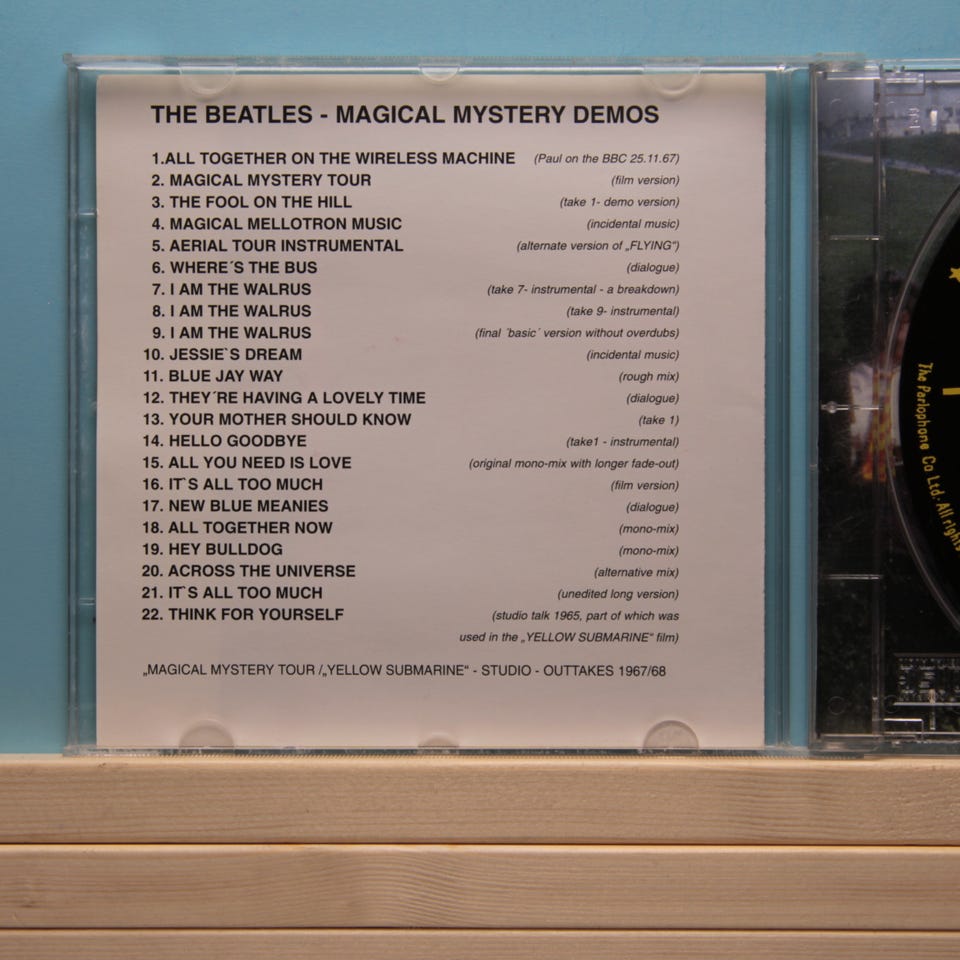 THE BEATLES - MAGICAL MYSTERY DEMOS
1.ALL TOGETHER ON THE WIRELESS MACHINE (Paul on the BBC 25.11.67)
2. MAGICAL MYSTERY TOUR (film version)
3. THE FOOL ON THE HILL (take 1- demo version)
4. MAGICAL MELLOTRON MUSIC (incidental music)
5. AERIAL TOUR INSTRUMENTAL (alternate version of „FLYING“)
6. WHERE´S THE BUS (dialogue)
7. I AM THE WALRUS (take 7- instrumental - a breakdown)
8. I AM THE WALRUS (take 9- instrumental)
9. I AM THE WALRUS (final ´basic´ version without overdubs)
10. JESSIE`S DREAM (incidental music)
11. BLUE JAY WAY (rough mix)
12. THEY´RE HAVING A LOVELY TIME (dialogue)
13. YOUR MOTHER SHOULD KNOW (take 1)
14. HELLO GOODBYE (take1 - instrumental)
15. ALL YOU NEED IS LOVE (original mono-mix with longer fade-out)
16. IT`S ALL TOO MUCH (film version)
17. NEW BLUE MEANIES (dialogue)
18. ALL TOGETHER NOW (mono-mix)
19. HEY BULLDOG (mono-mix)
20. ACROSS THE UNIVERSE (alternative mix)
21. IT`S ALL TOO MUCH (unedited long version)
22. THINK FOR YOURSELF (studio talk 1965, part of which was
used in the „YELLOW SUBMARINE“ film)
„MAGICAL MYSTERY TOUR /„YELLOW SUBMARINE“ - STUDIO - OUTTAKES 1967/68
The Parlophone Co Ltd. All rights